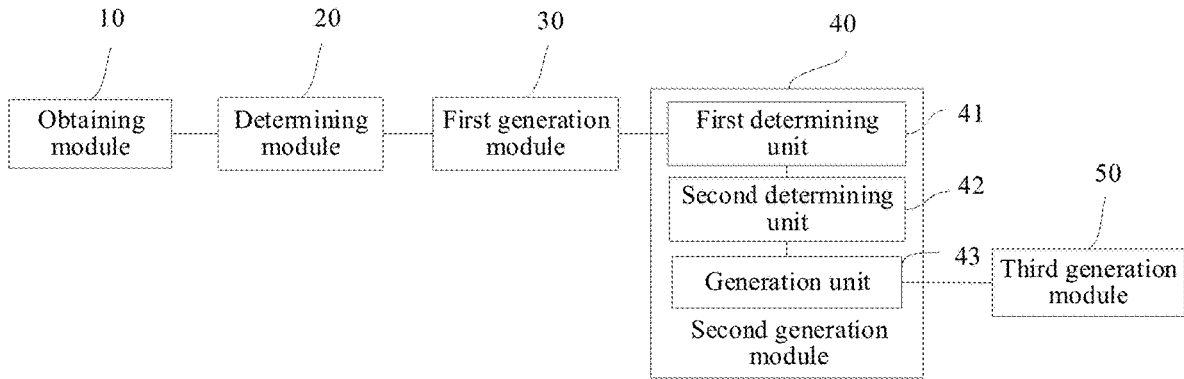 10
20
30
40
Obtaining
module
Determining
module
First generation
module
First determining
unit
41
Second determining
unit
42
Generation unit
43
Second generation
module
50
Third generation
module